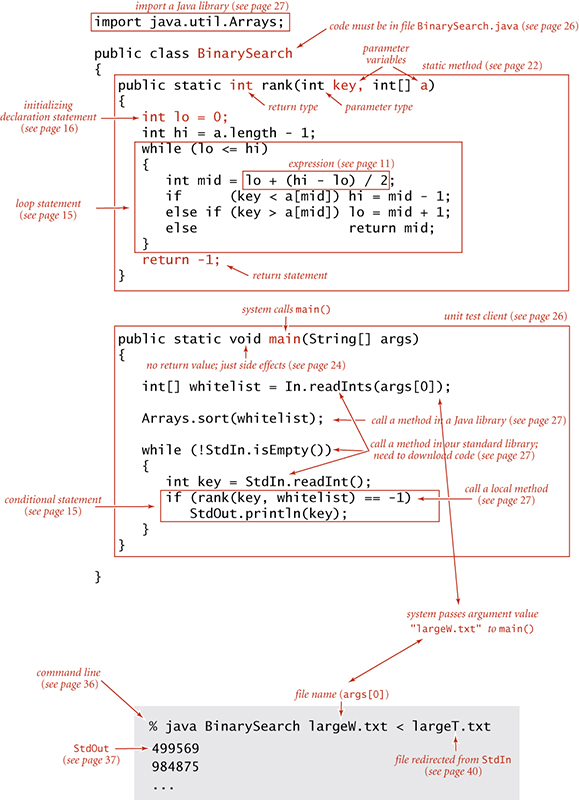 import a Java library (see page 27)
import java.util.Arrays;
code must be in file BinarySearch.java (see page 26)
public class BinarySearch
{
parameter
variables
static method (see page 22)
public static int rank(int key, int[] a)
{
return type
parameter type
initializing
declaration statement
(see page 16)
int lo = 0;
int hi = a.length - 1;
while (lo <= hi)
{
expression (see page 11)
int mid = lo + (hi - lo) / 2;
if (key < a[mid]) hi = mid - 1;
else if (key > a[mid]) lo = mid + 1;
else return mid;
}
loop statement
(see page 15)
return -1;
return statement
}
system calls main()
unit test client (see page 26)
public static void main(String[] args)
{
no return value; just side effects (see page 24)
int[] whitelist = In.readInts(args[0]);
Arrays.sort(whitelist);
call a method in a Java library (see page 27)
while (!StdIn.isEmpty())
call a method in our standard library;
need to download code (see page 27)
{
int key = StdIn.readInt();
if (rank(key, whitelist) == -1)
StdOut.println(key);
conditional statement
(see page 15)
call a local method
(see page 27)
}
}
}
system passes argument value
"largeW.txt" to main()
command line
(see page 36)
file name (args[0])
% java BinarySearch largeW.txt < largeT.txt
StdOut
(see page 37)
499569
984875
...
file redirected from StdIn
(see page 40)